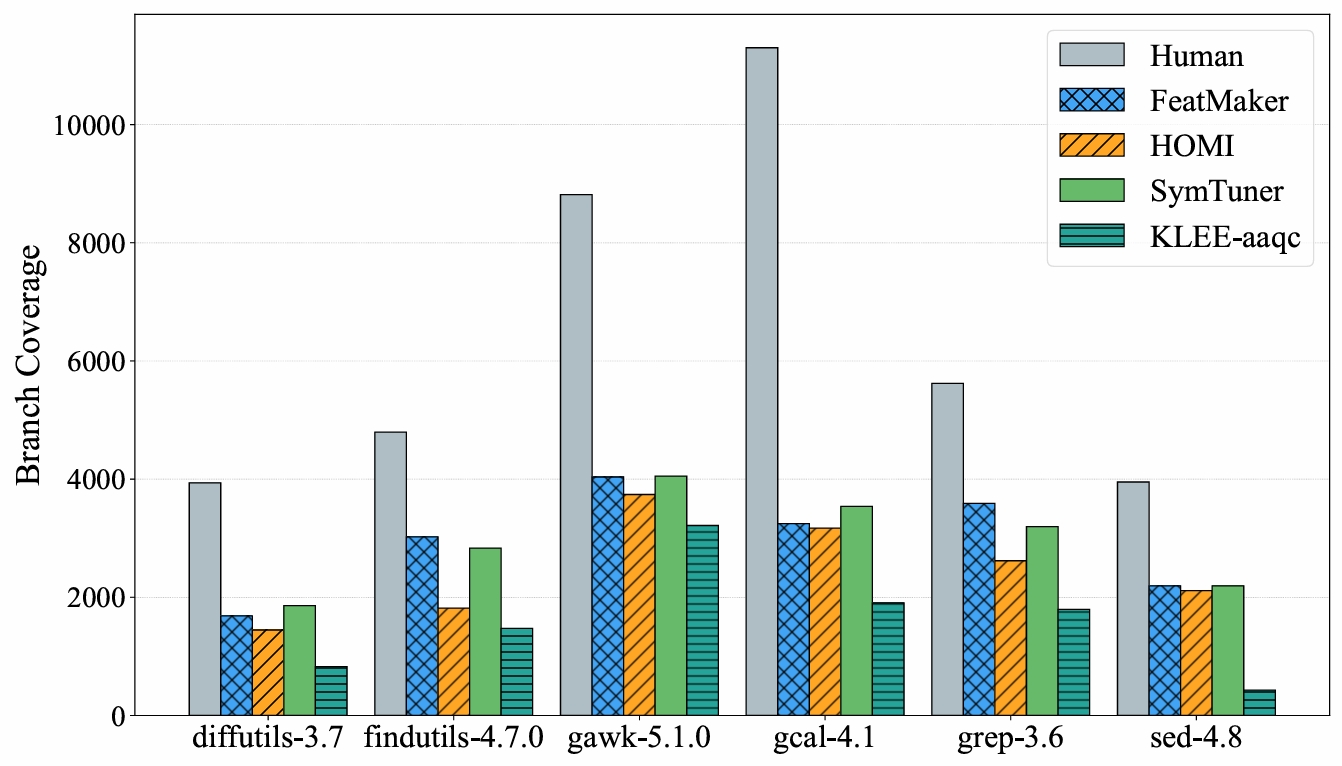 Human
FeatMaker
HOMI
SymTuner
KLEE-aaqc
Branch Coverage
10000
8000
6000
4000
2000
0
diffutils-3.7 findutils-4.7.0 gawk-5.1.0 gcal-4.1 grep-3.6 sed-4.8